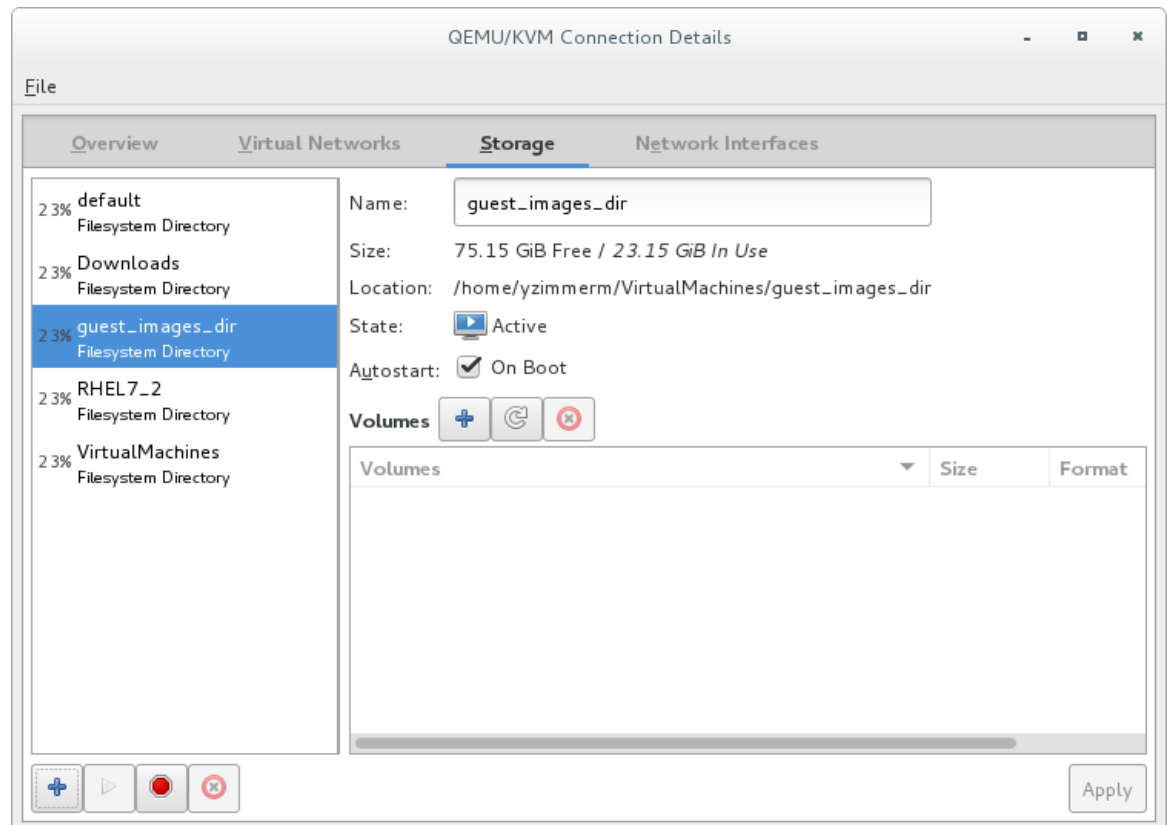 QEMU/KVM Connection Details
File
Overview Virtual Networks Storage Network Interfaces
23% default
Filesystem Directory
23% Downloads
Filesystem Directory
23% guest_images_dir
Filesystem Directory
23% RHEL7_2
Filesystem Directory
23% VirtualMachines
Filesystem Directory
Name: guest_images_dir
Size: 75.15 GiB Free / 23.15 GiB In Use
Location: /home/yzimmerm/VirtualMachines/guest_images_dir
State: Active
Autostart: On Boot
Volumes
Volumes Size Format
Apply